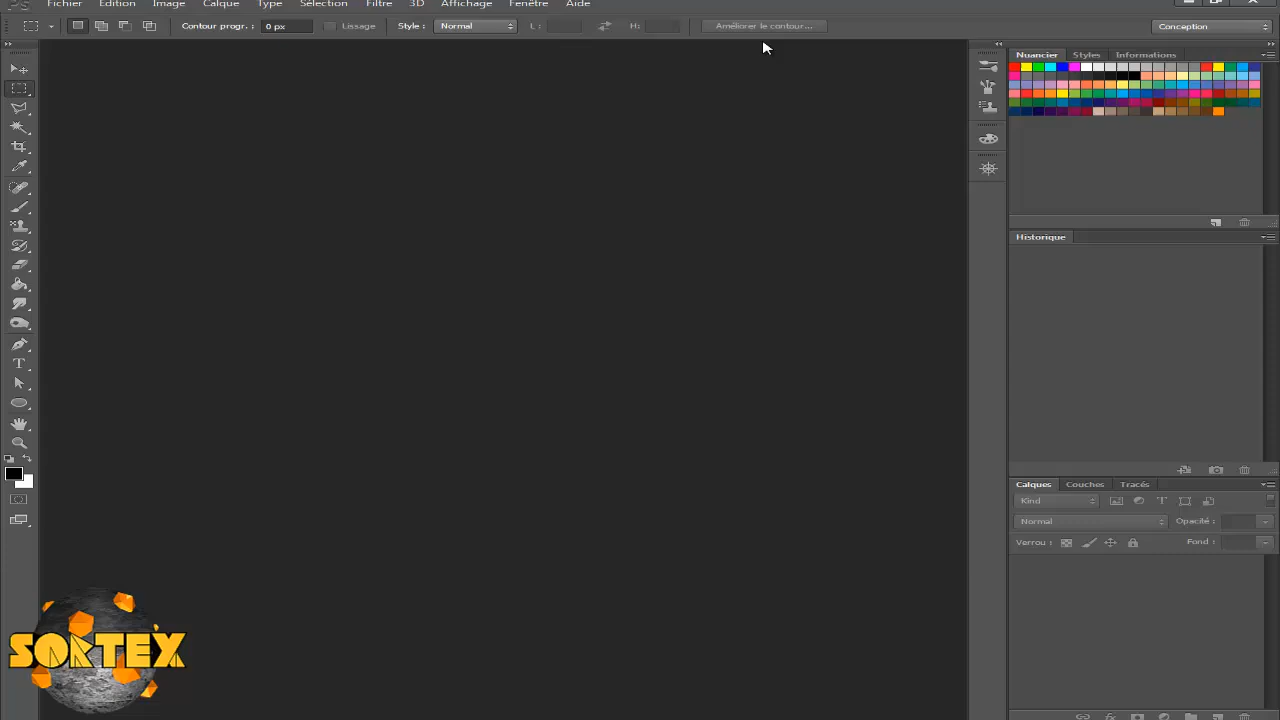 Fichier Edition Image Calque Type Sélection Filtre 3D Affichage Fenêtre Aide
Contour progr. : 0 px Lissage Style : Normal L : H: Améliorer le contour... Conception
Nuancier Styles Informations
Historique
Calques Couches Tracés
Kind
Normal Opacité :
Verrou : Fond :
SORTEX